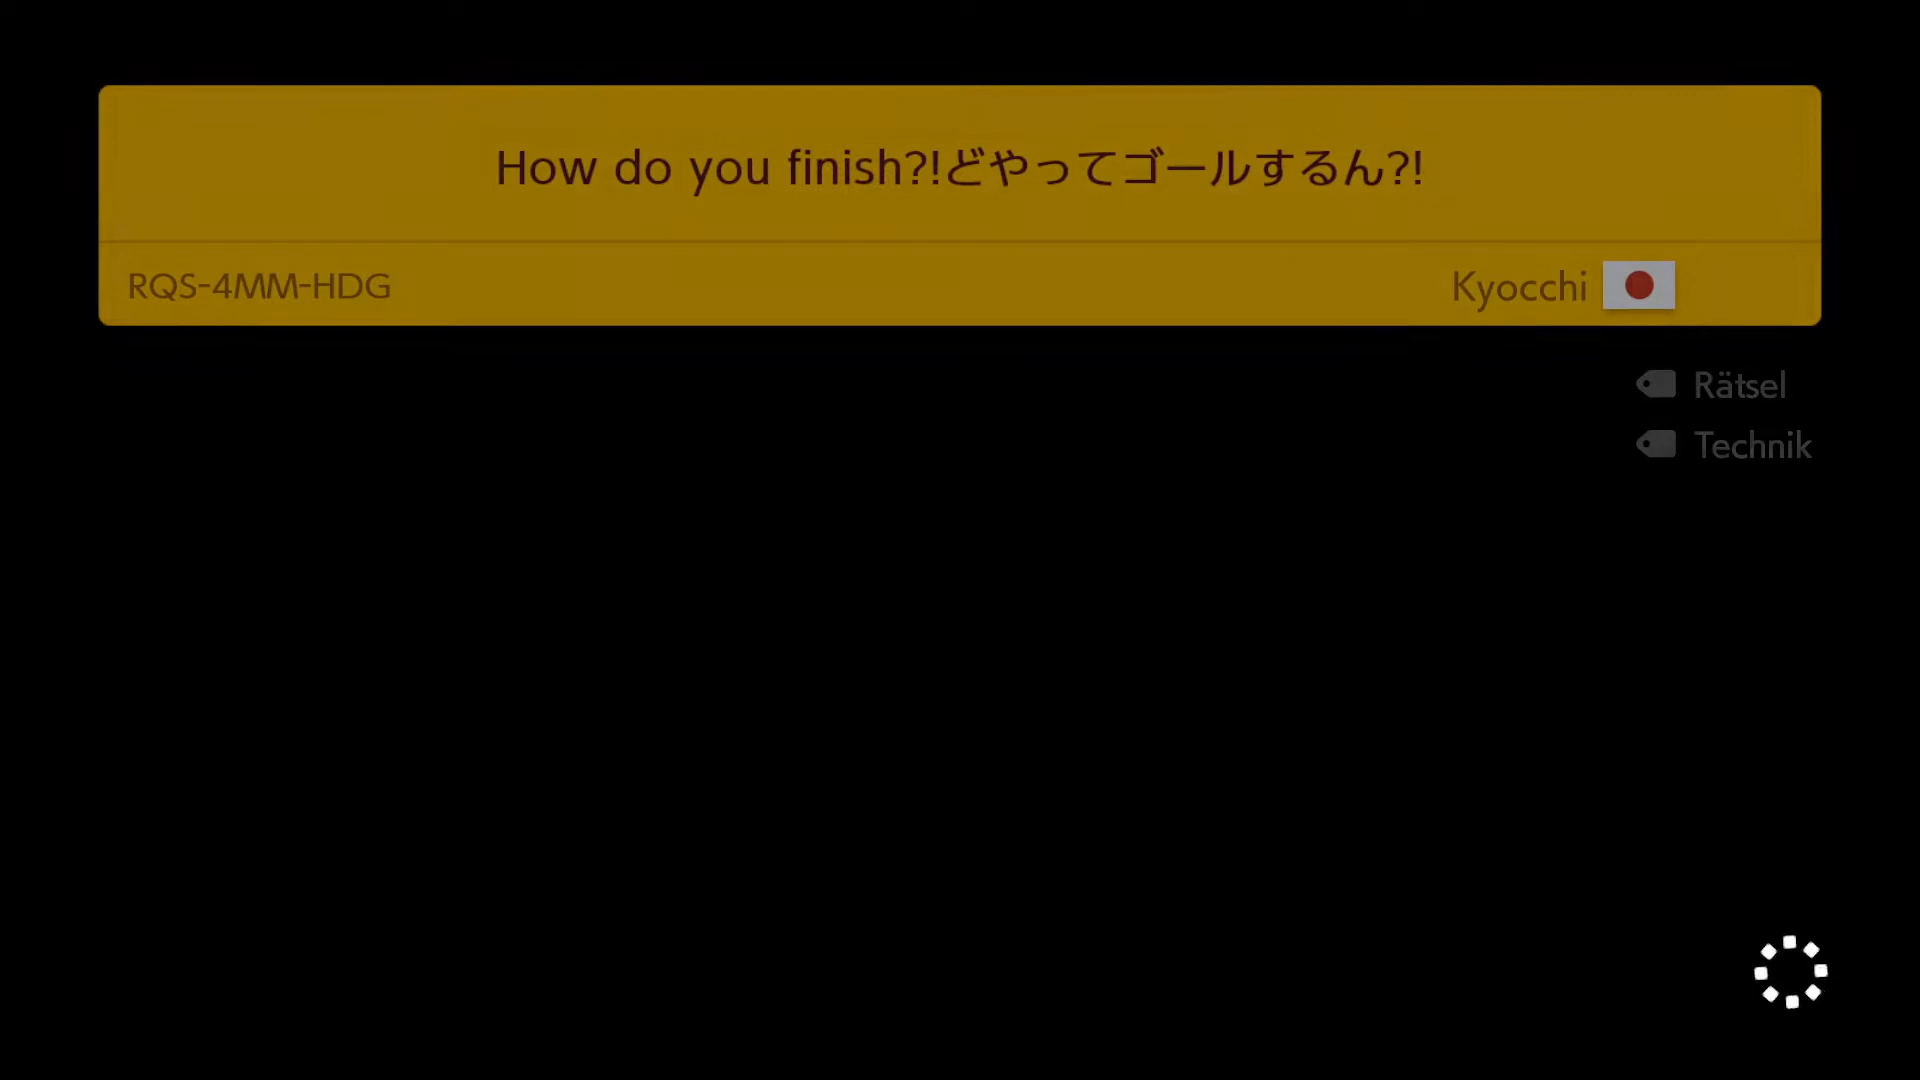 How do you finish?!どやってゴールするん?!
RQS-4MM-HDG
Kyocchi
Rätsel
Technik